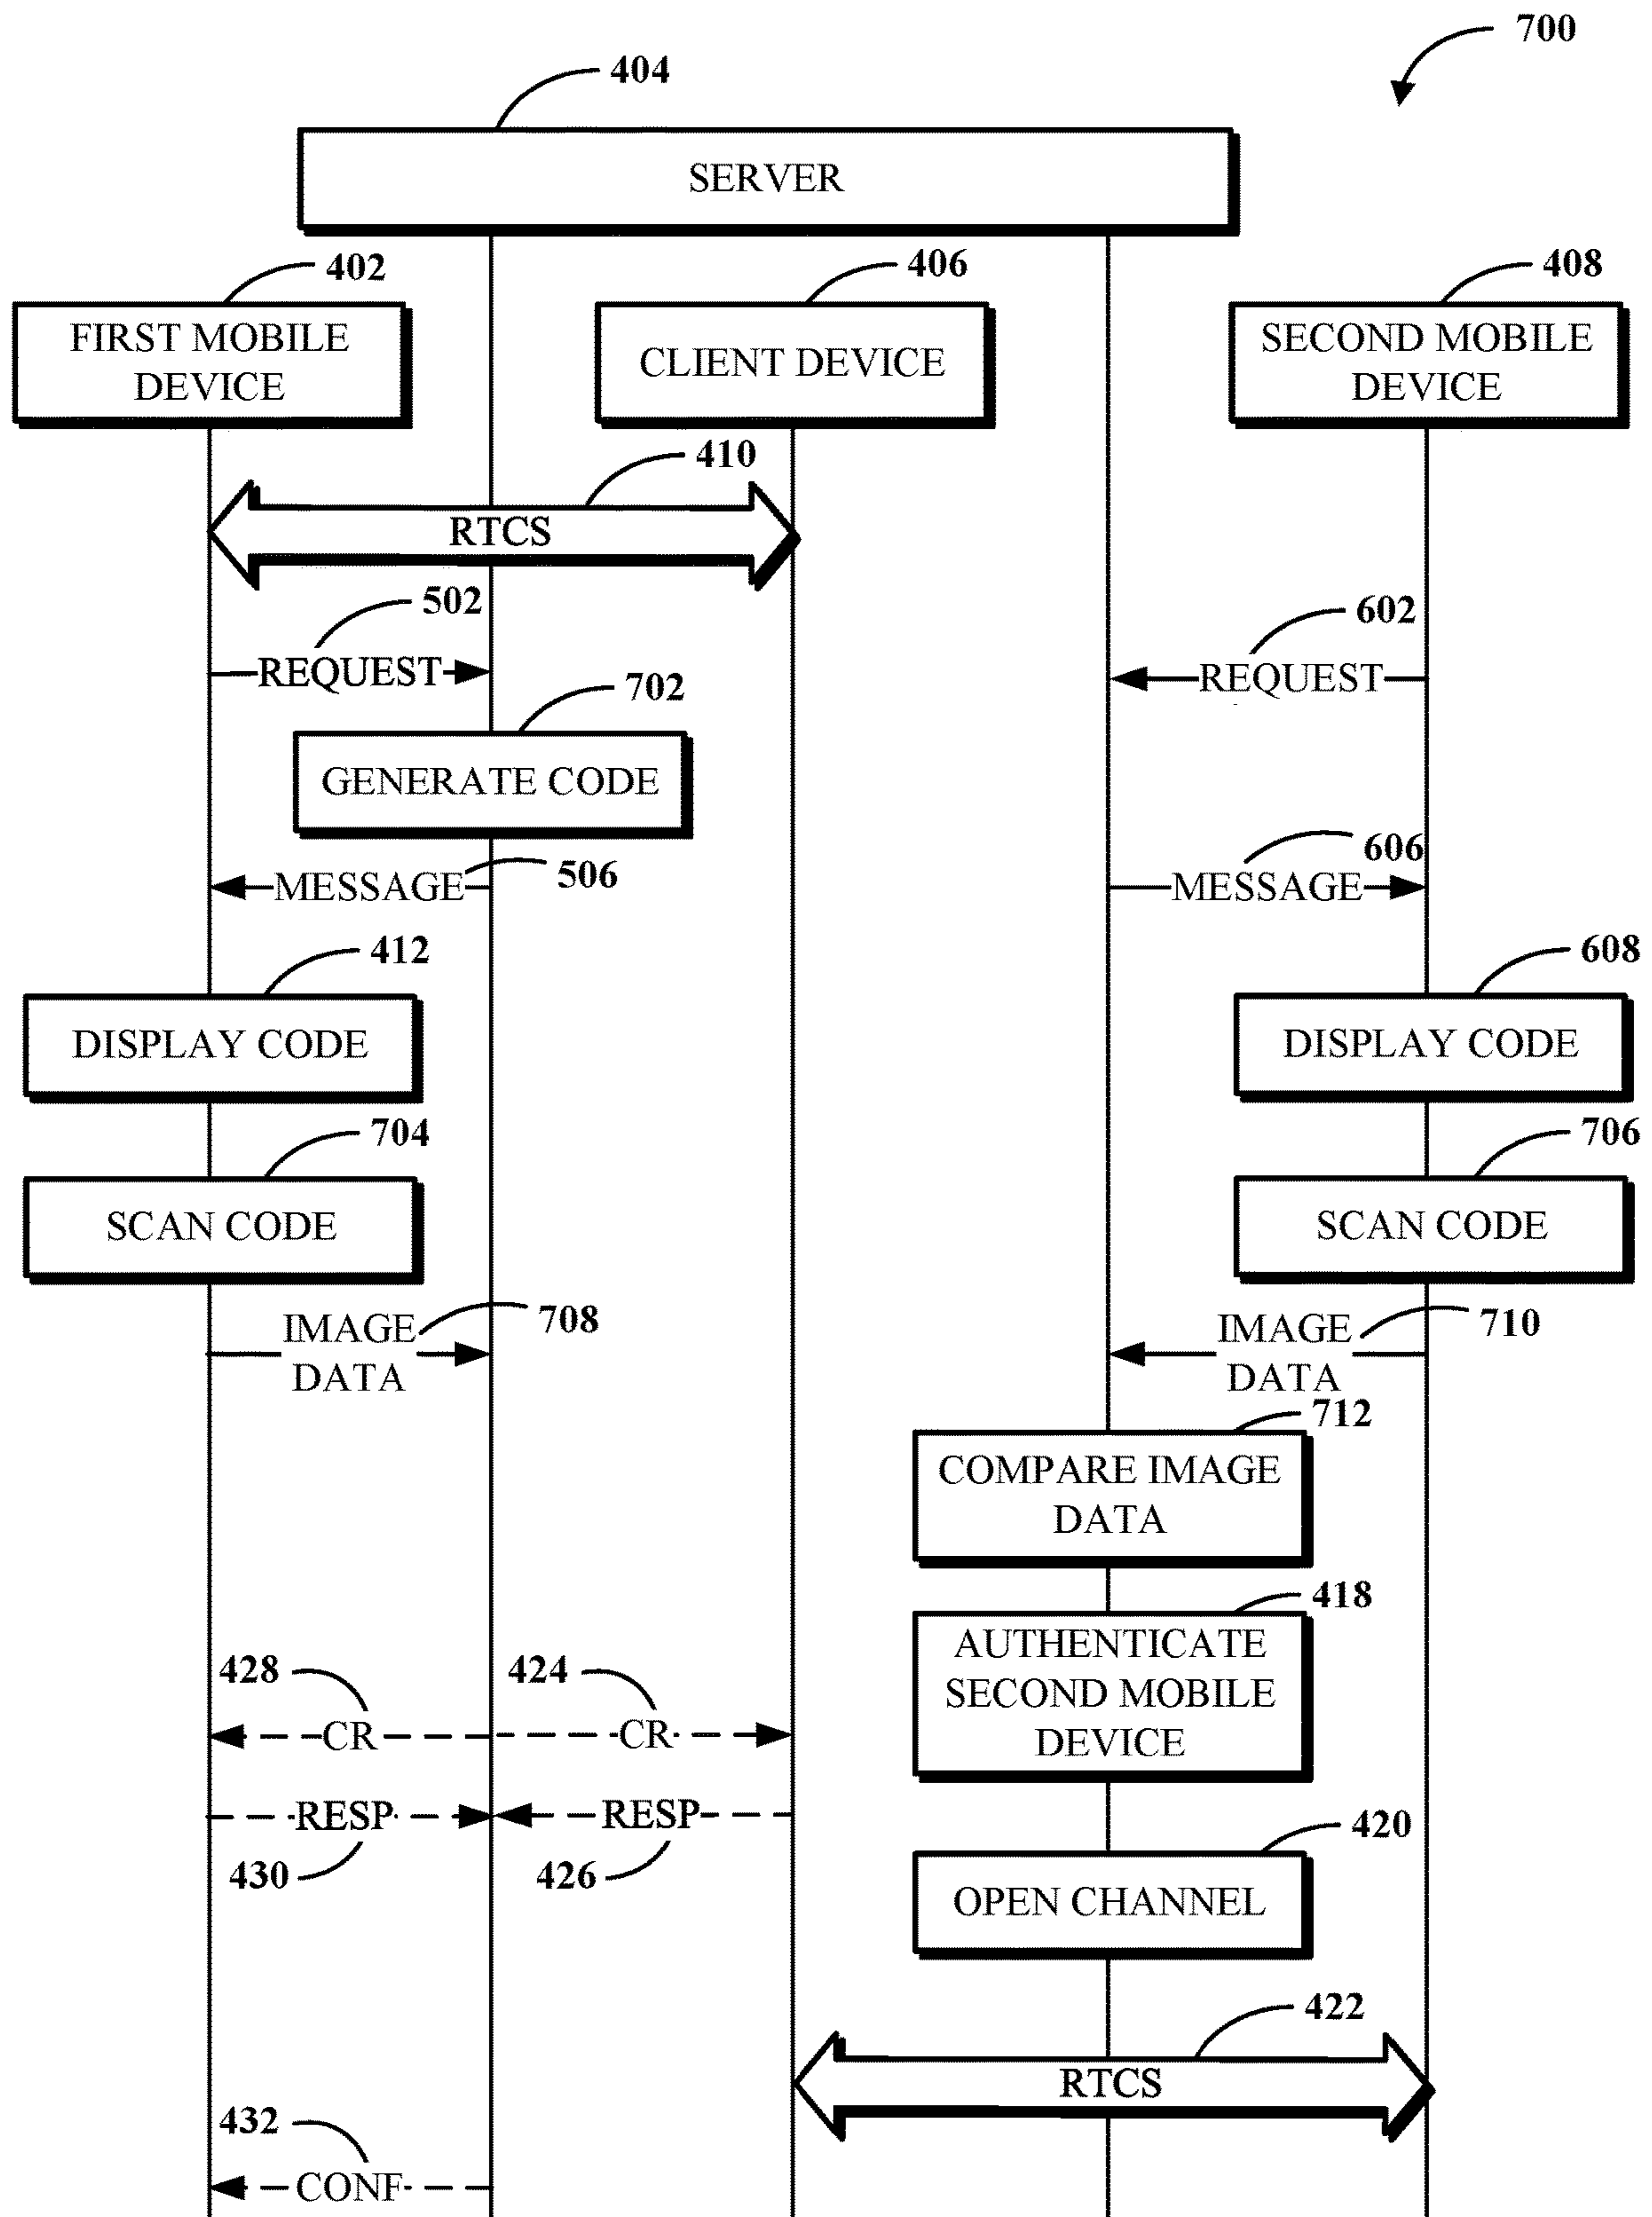 700
404
SERVER
402
406
408
FIRST MOBILE
DEVICE
CLIENT DEVICE
SECOND MOBILE
DEVICE
410
RTCS
502
602
REQUEST
REQUEST
702
GENERATE CODE
606
506
MESSAGE
MESSAGE
412
608
DISPLAY CODE
DISPLAY CODE
704
706
SCAN CODE
SCAN CODE
708
710
IMAGE
DATA
IMAGE
DATA
712
COMPARE IMAGE
DATA
418
AUTHENTICATE
SECOND MOBILE
DEVICE
428
424
CR
CR
RESP
RESP
430
426
420
OPEN CHANNEL
422
RTCS
432
CONF